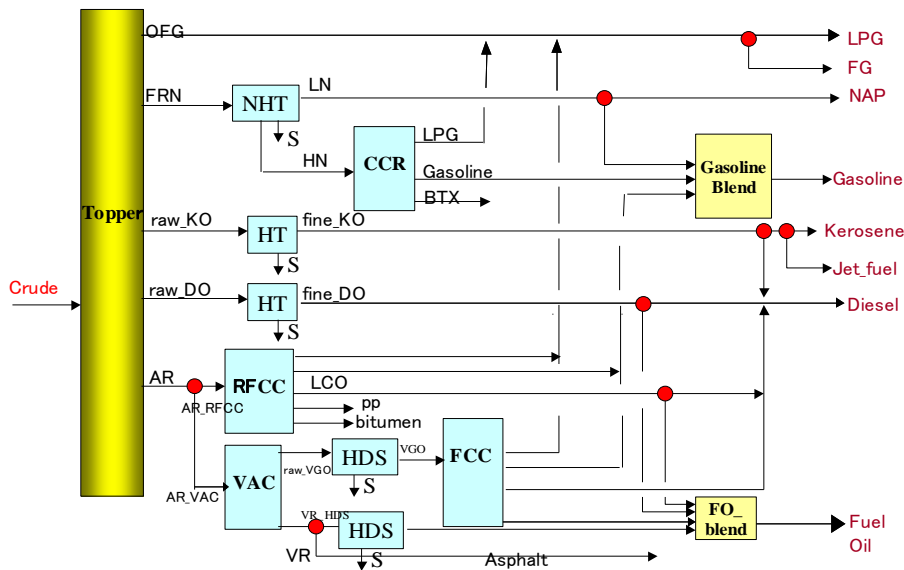 OFG
LPG
FG
FRN
LN
NAP
NHT
S
HN
LPG
CCR
Gasoline
BTX
Gasoline
Blend
Gasoline
Topper
raw_KO
HT
fine_KO
Kerosene
S
Jet_fuel
Crude
raw_DO
HT
fine_DO
Diesel
S
AR
RFCC
LCO
AR_RFCC
pp
bitumen
VAC
raw_VGO
HDS
VGO
FCC
S
AR_VAC
VR_HDS
HDS
FO_
blend
Fuel
Oil
VR
S
Asphalt